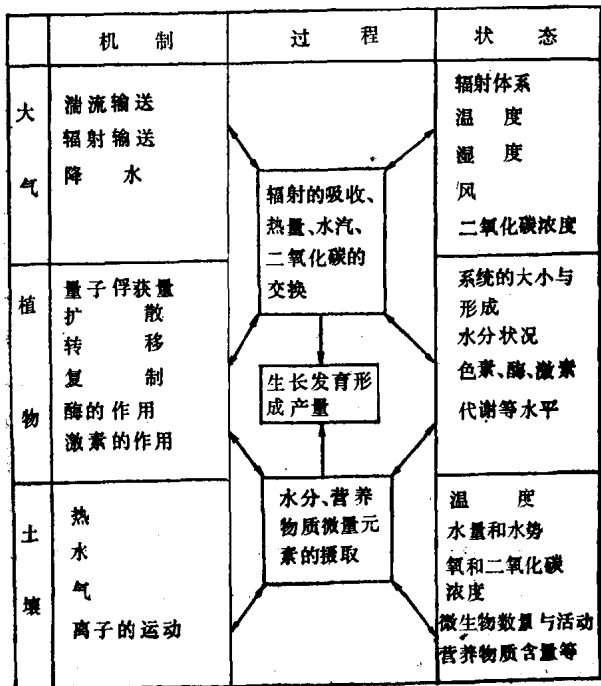 机 制
过 程
状 态
大气
湍流输送
辐射输送
降 水
辐射的吸收、
热量、水汽、
二氧化碳的
交换
辐射体系
温 度
湿 度
风
二氧化碳浓度
植物
量子俘获量
扩 散
转 移
复 制
酶的作用
激素的作用
生长发育形
成产量
系统的大小与
形成
水分状况
色素、酶、激素
代谢等水平
土壤
热
水
气
离子的运动
水分、营养
物质微量元
素的摄取
温 度
水量和水势
氧和二氧化碳
浓度
微生物数量与活动
营养物质含量等